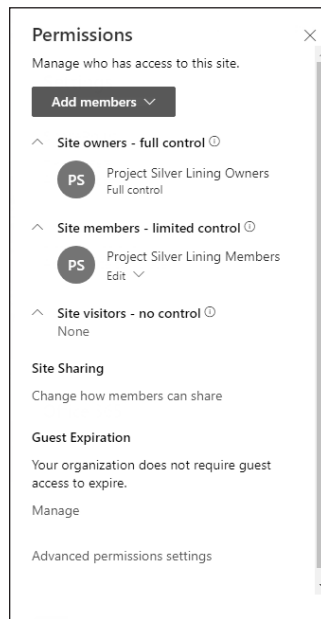 Permissions
Manage who has access to this site.
Add members
Site owners - full control
PS
Project Silver Lining Owners
Full control
Site members - limited control
PS
Project Silver Lining Members
Edit
Site visitors - no control
None
Site Sharing
Change how members can share
Guest Expiration
Your organization does not require guest
access to expire.
Manage
Advanced permissions settings